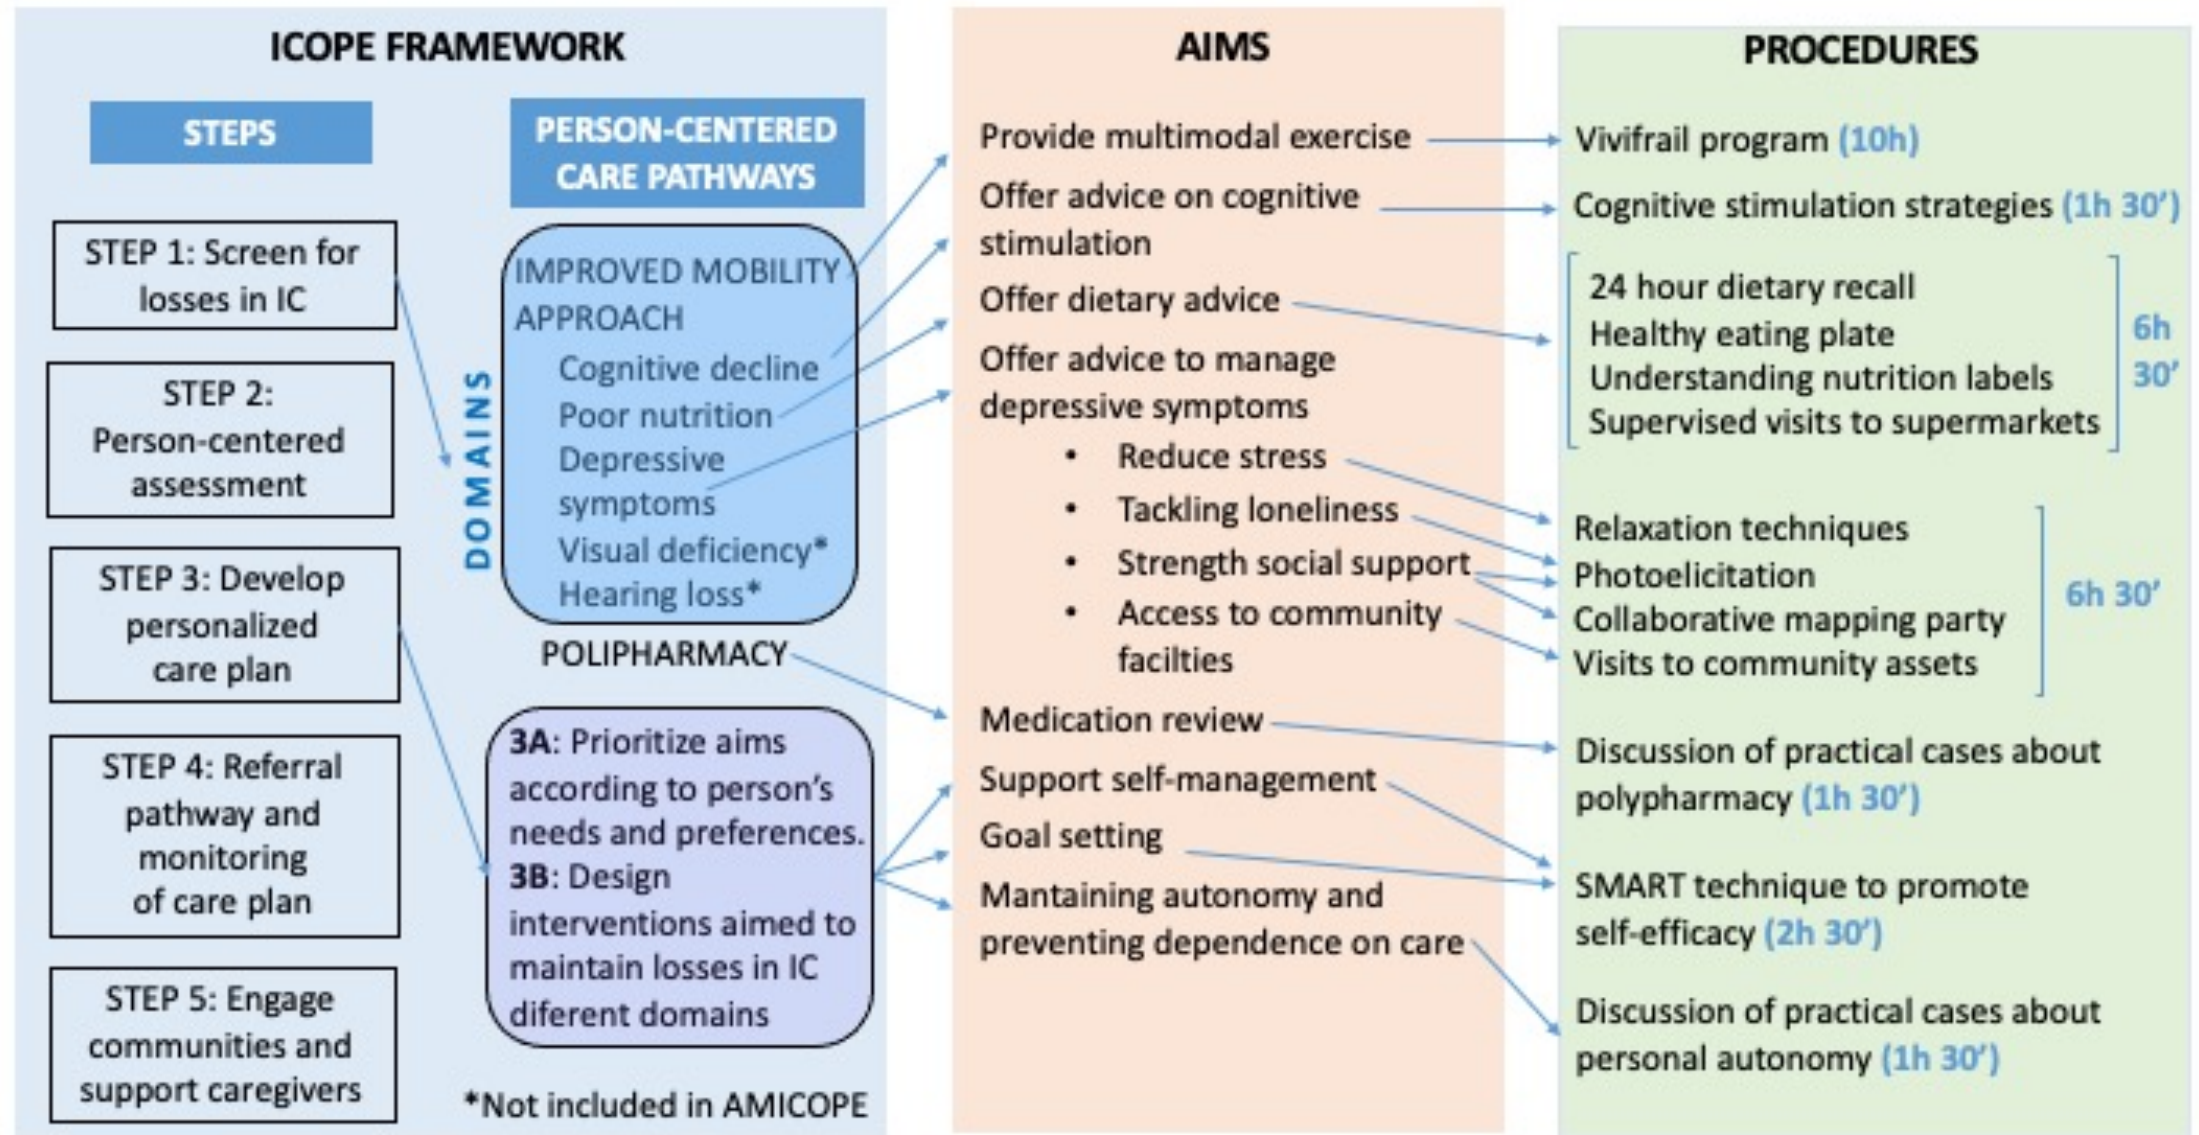 ICOPE FRAMEWORK
STEPS
STEP 1: Screen for
losses in IC
STEP 2:
Person-centered
assessment
STEP 3: Develop
personalized
care plan
STEP 4: Referral
pathway and
monitoring
of care plan
STEP 5: Engage
communities and
support caregivers
PERSON-CENTERED
CARE PATHWAYS
DOMAINS
IMPROVED MOBILITY
APPROACH
Cognitive decline
Poor nutrition
Depressive
symptoms
Visual deficiency*
Hearing loss*
POLIPHARMACY
3A: Prioritize aims
according to person’s
needs and preferences.
3B: Design
interventions aimed to
maintain losses in IC
diferent domains
*Not included in AMICOPE
AIMS
Provide multimodal exercise
Offer advice on cognitive
stimulation
Offer dietary advice
Offer advice to manage
depressive symptoms
• Reduce stress
• Tackling loneliness
• Strength social support
• Access to community
facilties
Medication review
Support self-management
Goal setting
Mantaining autonomy and
preventing dependence on care
PROCEDURES
Vivifrail program (10h)
Cognitive stimulation strategies (1h 30’)
24 hour dietary recall
Healthy eating plate
Understanding nutrition labels
Supervised visits to supermarkets
6h
30’
Relaxation techniques
Photoelicitation
Collaborative mapping party
Visits to community assets
6h 30’
Discussion of practical cases about
polypharmacy (1h 30’)
SMART technique to promote
self-efficacy (2h 30’)
Discussion of practical cases about
personal autonomy (1h 30’)